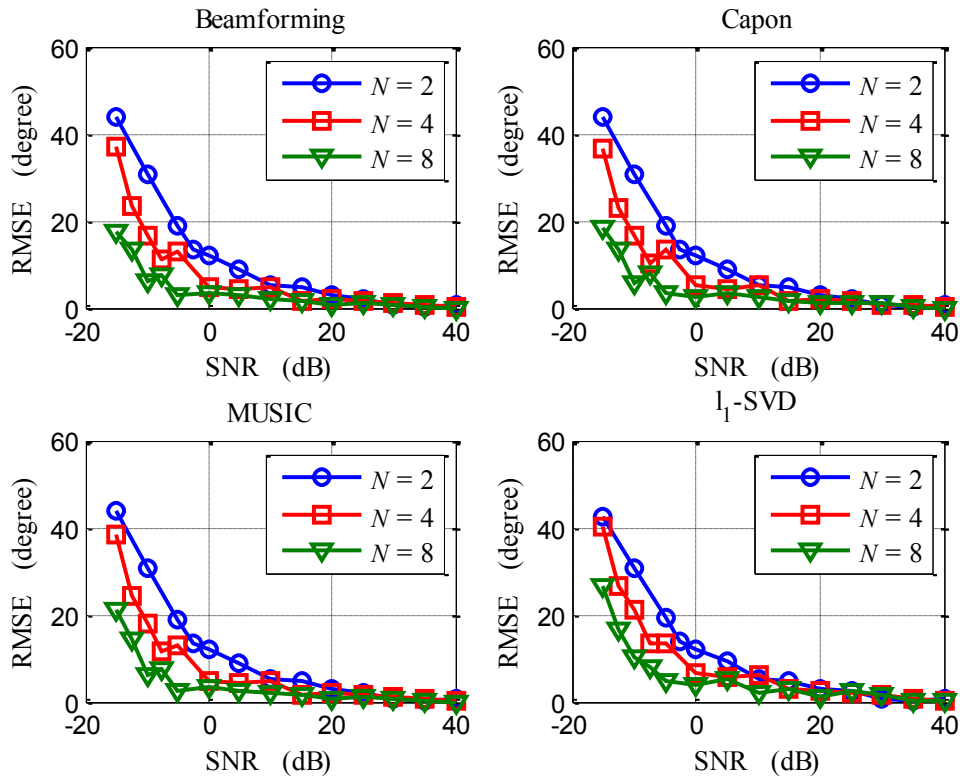 Beamforming
60
40
20
0
-20
0
20
40
RMSE (degree)
SNR (dB)
N = 2
N = 4
N = 8
Capon
60
40
20
0
-20
0
20
40
RMSE (degree)
SNR (dB)
N = 2
N = 4
N = 8
MUSIC
60
40
20
0
-20
0
20
40
RMSE (degree)
SNR (dB)
N = 2
N = 4
N = 8
l₁-SVD
60
40
20
0
-20
0
20
40
RMSE (degree)
SNR (dB)
N = 2
N = 4
N = 8